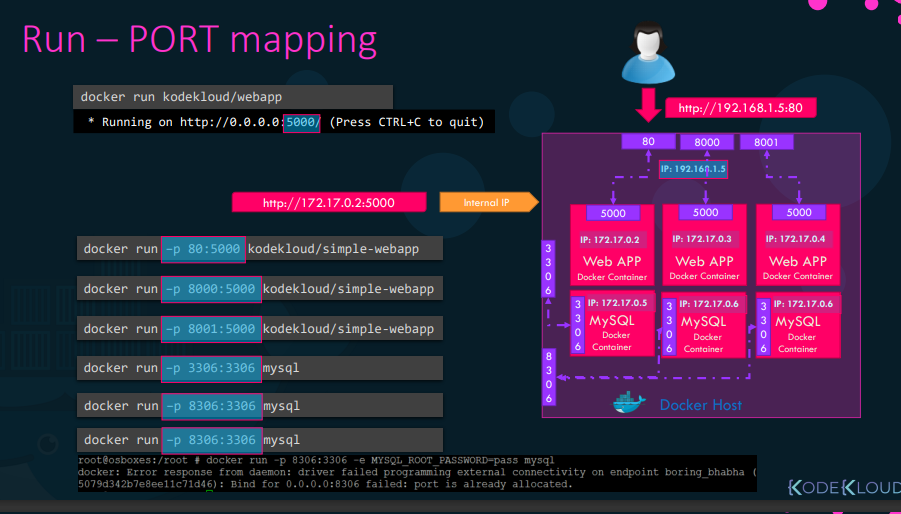 Run – PORT mapping
docker run kodekloud/webapp
* Running on http://0.0.0.0:5000/ (Press CTRL+C to quit)
http://192.168.1.5:80
80
8000
8001
IP: 192.168.1.5
http://172.17.0.2:5000
Internal IP
5000
5000
5000
IP: 172.17.0.2
IP: 172.17.0.3
IP: 172.17.0.4
Web APP
Web APP
Web APP
Docker Container
Docker Container
Docker Container
3306
IP: 172.17.0.5
IP: 172.17.0.6
IP: 172.17.0.6
3306
3306
3306
MySQL
MySQL
MySQL
Docker
Container
Docker
Container
Docker
Container
8306
Docker Host
docker run -p 80:5000 kodekloud/simple-webapp
docker run -p 8000:5000 kodekloud/simple-webapp
docker run -p 8001:5000 kodekloud/simple-webapp
docker run -p 3306:3306 mysql
docker run -p 8306:3306 mysql
docker run -p 8306:3306 mysql
root@osboxes:/root # docker run -p 8306:3306 -e MYSQL_ROOT_PASSWORD=pass mysql
docker: Error response from daemon: driver failed programming external connectivity on endpoint boring_bhabha (
5079d342b7e8ee11c71d46): Bind for 0.0.0.0:8306 failed: port is already allocated.
KODEKLOUD